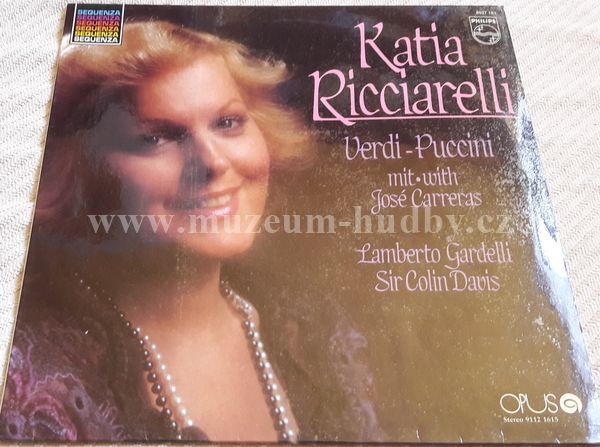 SEQUENZA
SEQUENZA
SEQUENZA
SEQUENZA
SEQUENZA
SEQUENZA
PHILIPS
Katia
Ricciarelli
Verdi-Puccini
mit · with
José Carreras
www.muzeum-hudby.cz
Lamberto Gardelli
Sir Colin Davis
OPUS
Stereo 9112 1615